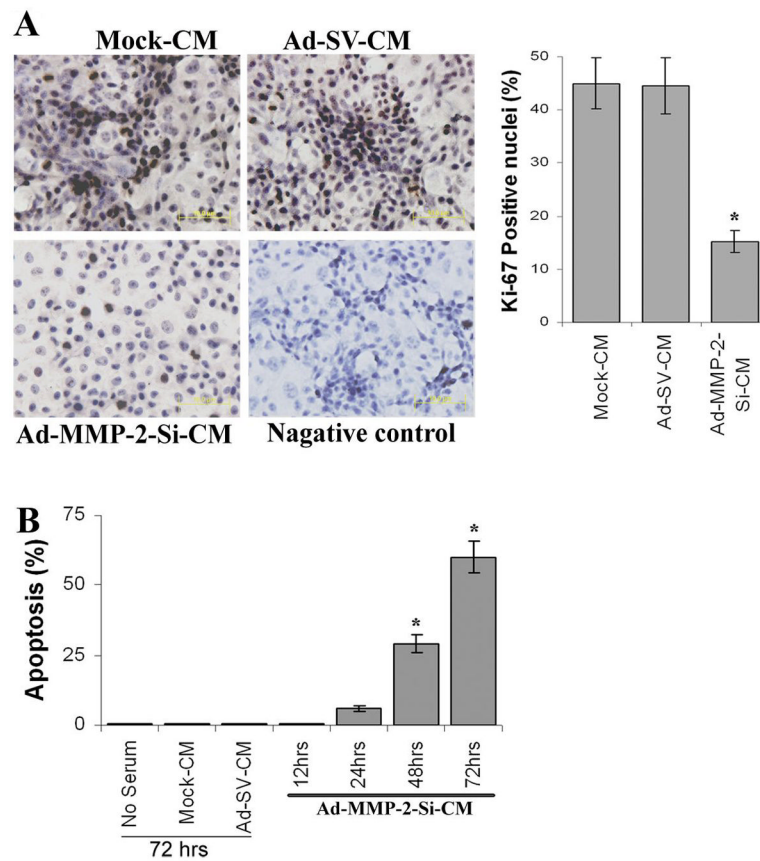 A
Mock-CM
Ad-SV-CM
Ad-MMP-2-Si-CM
Nagative control
Ki-67 Positive nuclei (%)
50
40
30
20
10
0
Mock-CM
Ad-SV-CM
Ad-MMP-2-
Si-CM
*
B
Apoptosis (%)
75
50
25
0
*
*
No Serum
Mock-CM
Ad-SV-CM
12hrs
24hrs
48hrs
72hrs
72 hrs
Ad-MMP-2-Si-CM